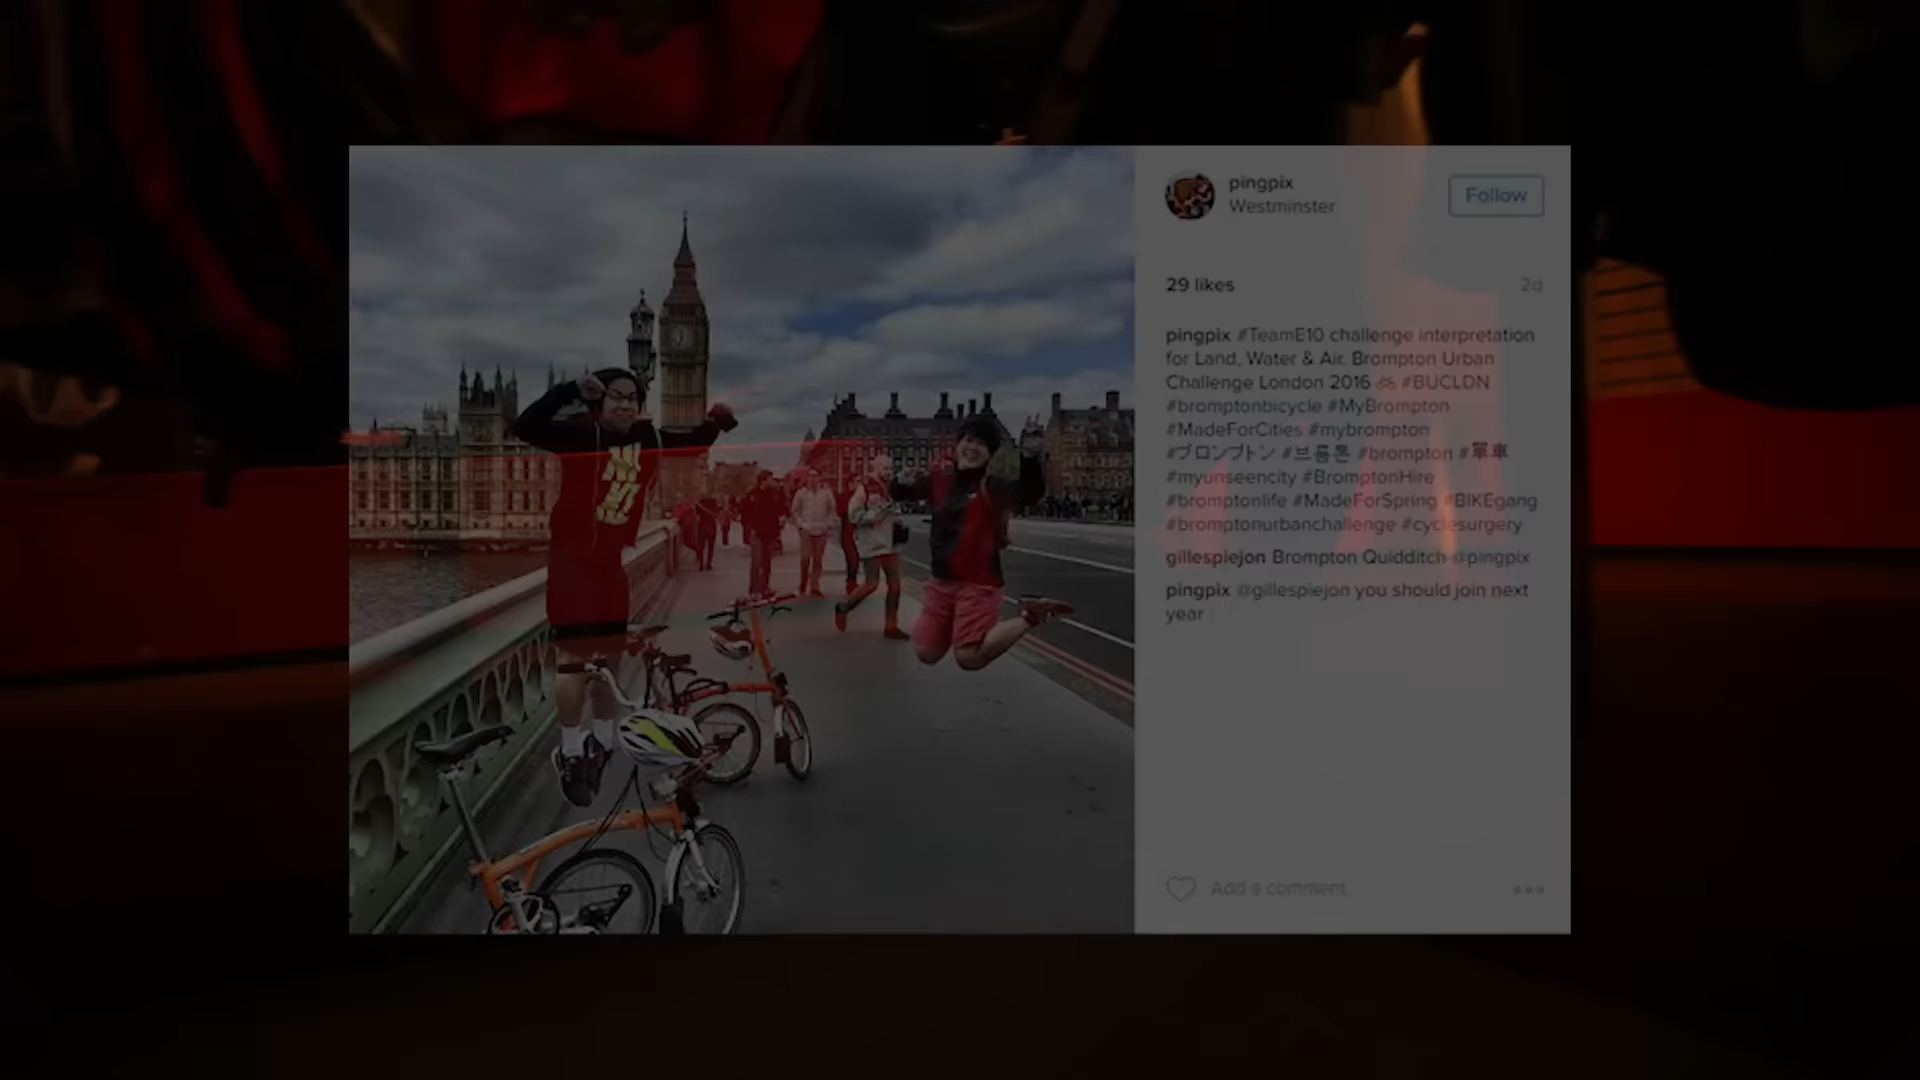 pingpix
Westminster
Follow
29 likes
2d
pingpix #TeamE10 challenge interpretation
for Land, Water & Air. Brompton Urban
Challenge London 2016 🚲 #BUCLDN
#bromptonbicycle #MyBrompton
#MadeForCities #mybrompton
#ブロンプトン #브롬톤 #brompton #單車
#myunseencity #BromptonHire
#bromptonlife #MadeForSpring #BIKEgang
#bromptonurbanchallenge #cyclesurgery
gillespiejon Brompton Quidditch @pingpix
pingpix @gillespiejon you should join next
year
Add a comment